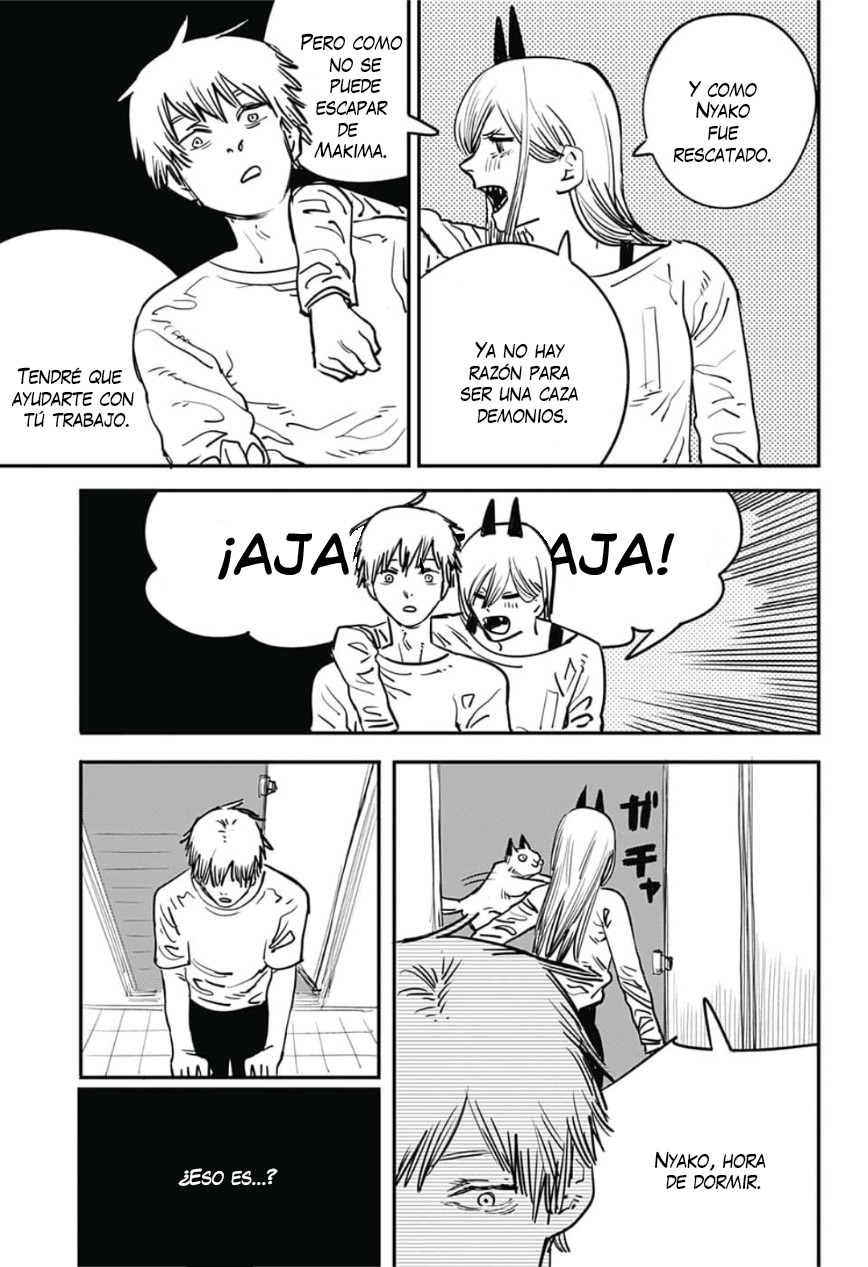 Y como
Nyako
fue
rescatado.
Ya no hay
razón para
ser una caza
demonios.
Pero como
no se
puede
escapar
de
Makima.
Tendré que
ayudarte con
tú trabajo.
¡AJA AJA!
ガチャ
Nyako, hora
de dormir.
¿Eso es...?